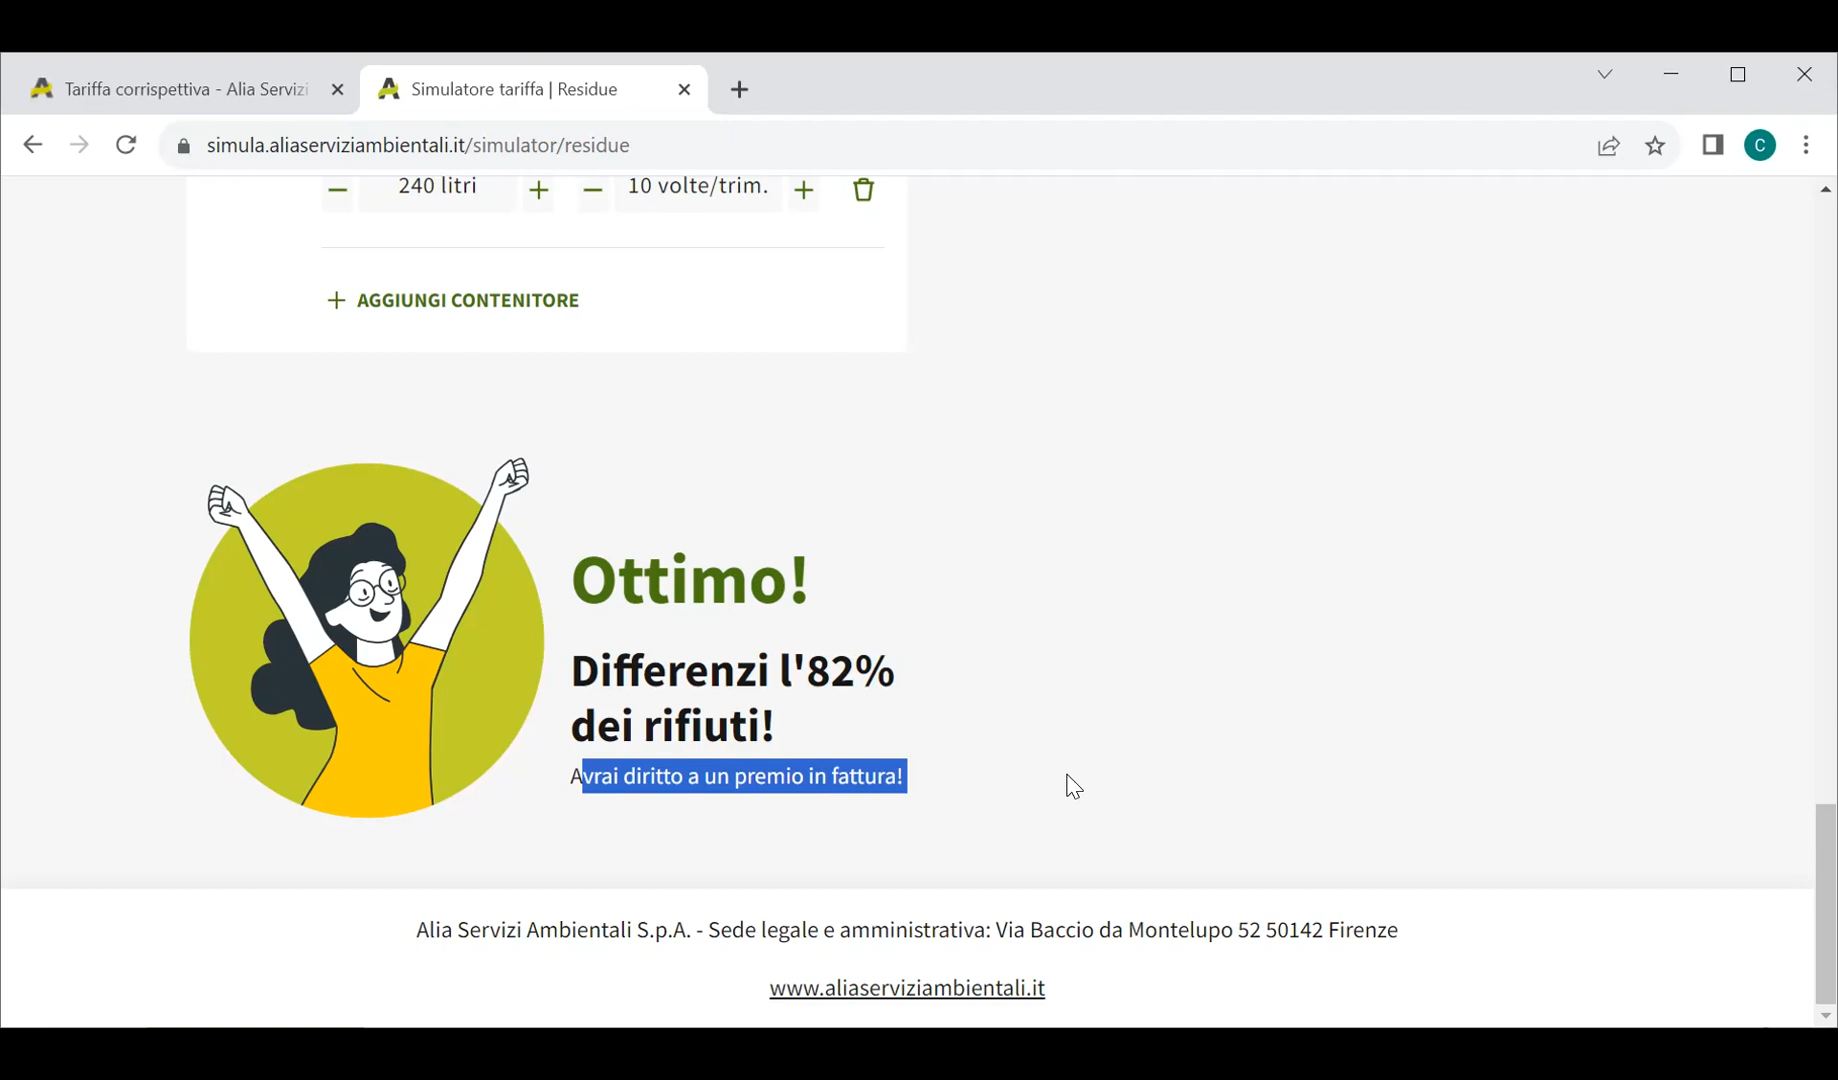 Tariffa corrispettiva - Alia Servizi
Simulatore tariffa | Residue
simula.aliaserviziambientali.it/simulator/residue
C
240 litri
10 volte/trim.
AGGIUNGI CONTENITORE
Ottimo!
Differenzi l'82%
dei rifiuti!
Avrai diritto a un premio in fattura!
Alia Servizi Ambientali S.p.A. - Sede legale e amministrativa: Via Baccio da Montelupo 52 50142 Firenze
www.aliaserviziambientali.it